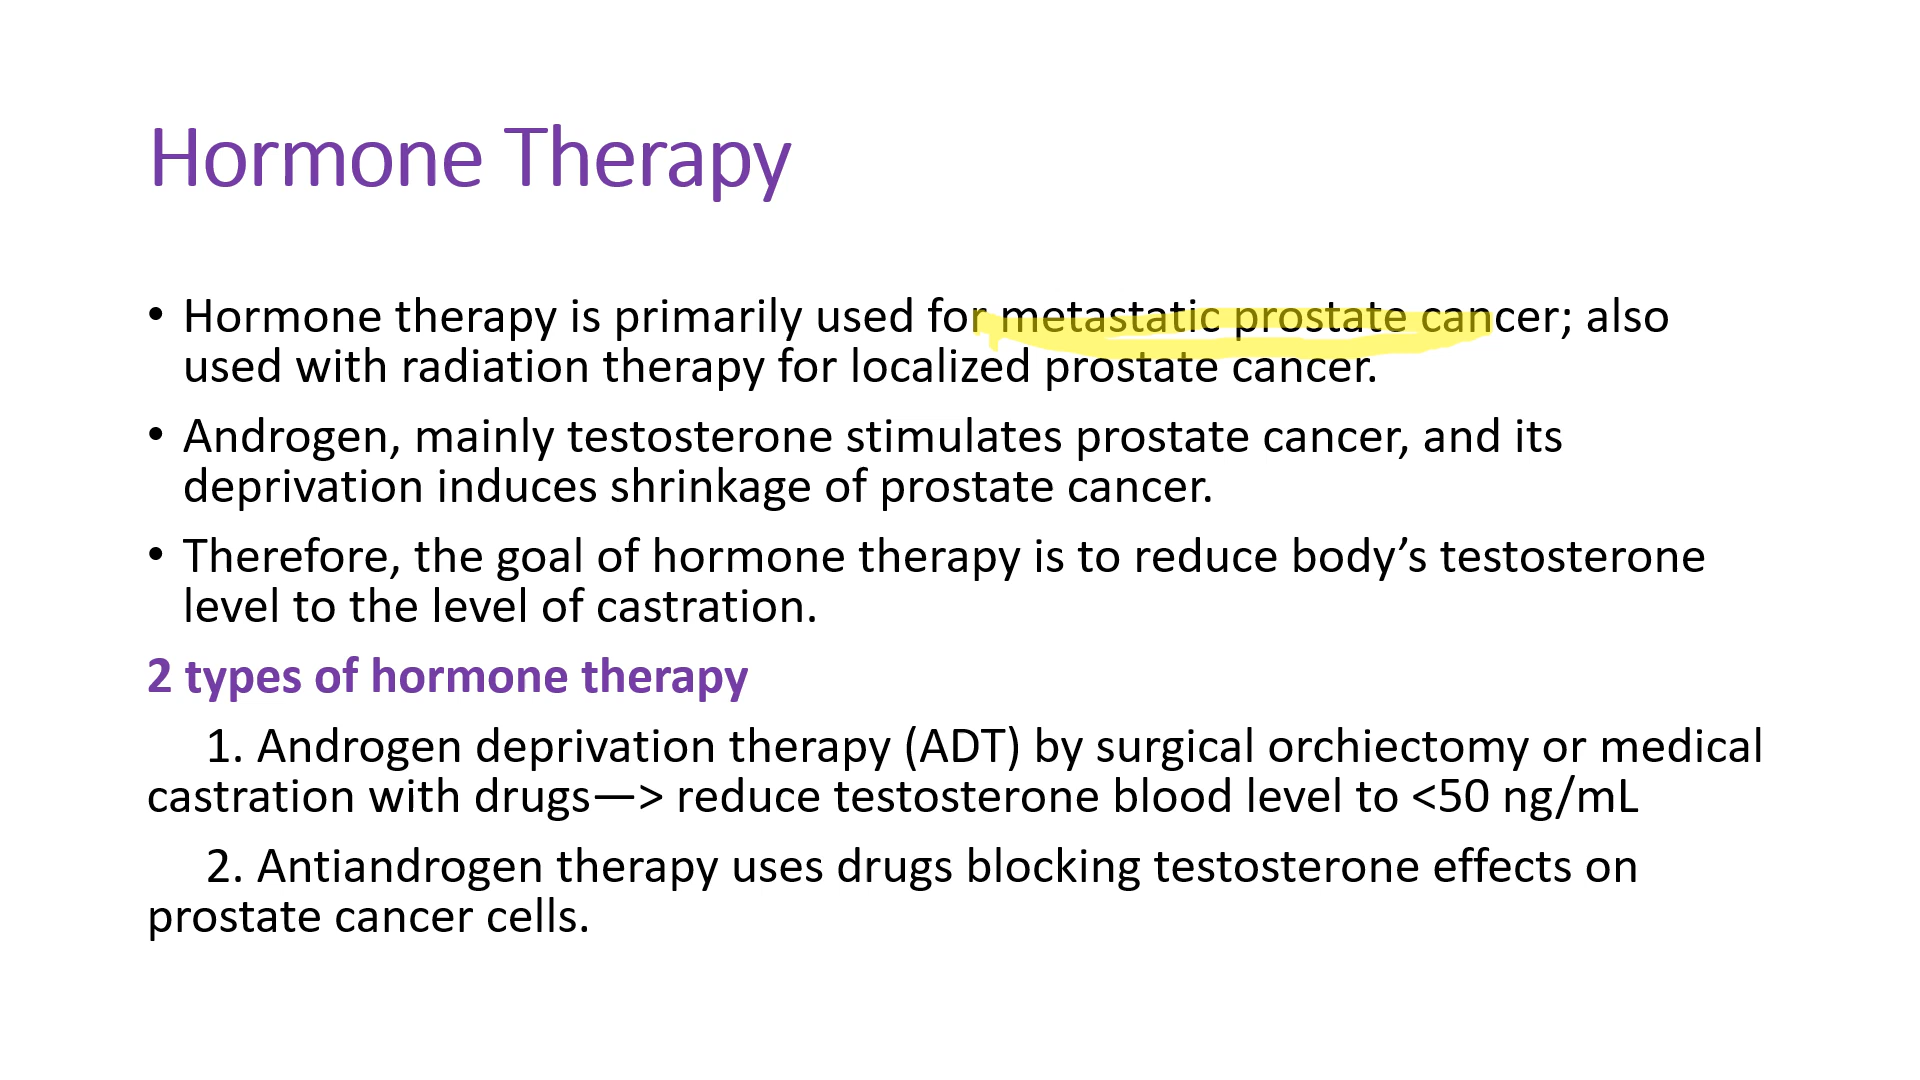 Hormone Therapy
• Hormone therapy is primarily used for metastatic prostate cancer; also
used with radiation therapy for localized prostate cancer.
• Androgen, mainly testosterone stimulates prostate cancer, and its
deprivation induces shrinkage of prostate cancer.
• Therefore, the goal of hormone therapy is to reduce body’s testosterone
level to the level of castration.
2 types of hormone therapy
1. Androgen deprivation therapy (ADT) by surgical orchiectomy or medical
castration with drugs—> reduce testosterone blood level to <50 ng/mL
2. Antiandrogen therapy uses drugs blocking testosterone effects on
prostate cancer cells.